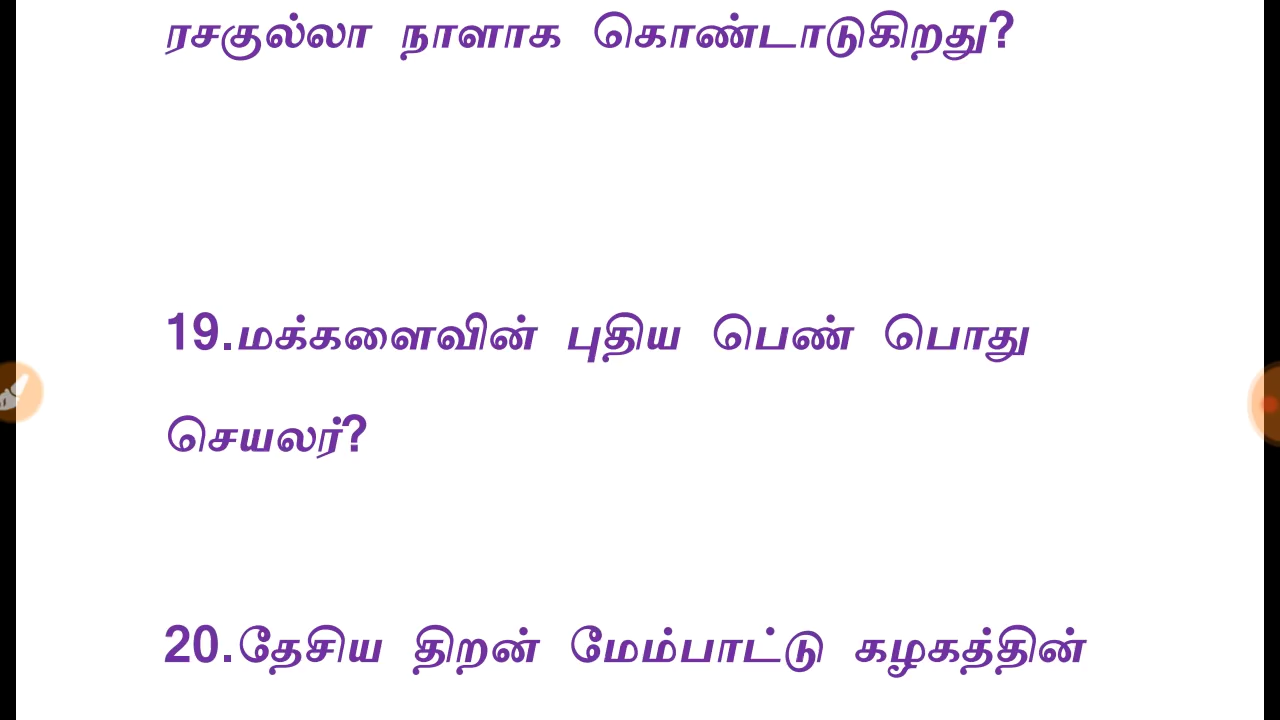 ரசகுல்லா நாளாக கொண்டாடுகிறது?
19.மக்களைவின் புதிய பெண் பொது
செயலர்?
20.தேசிய திறன் மேம்பாட்டு கழகத்தின்